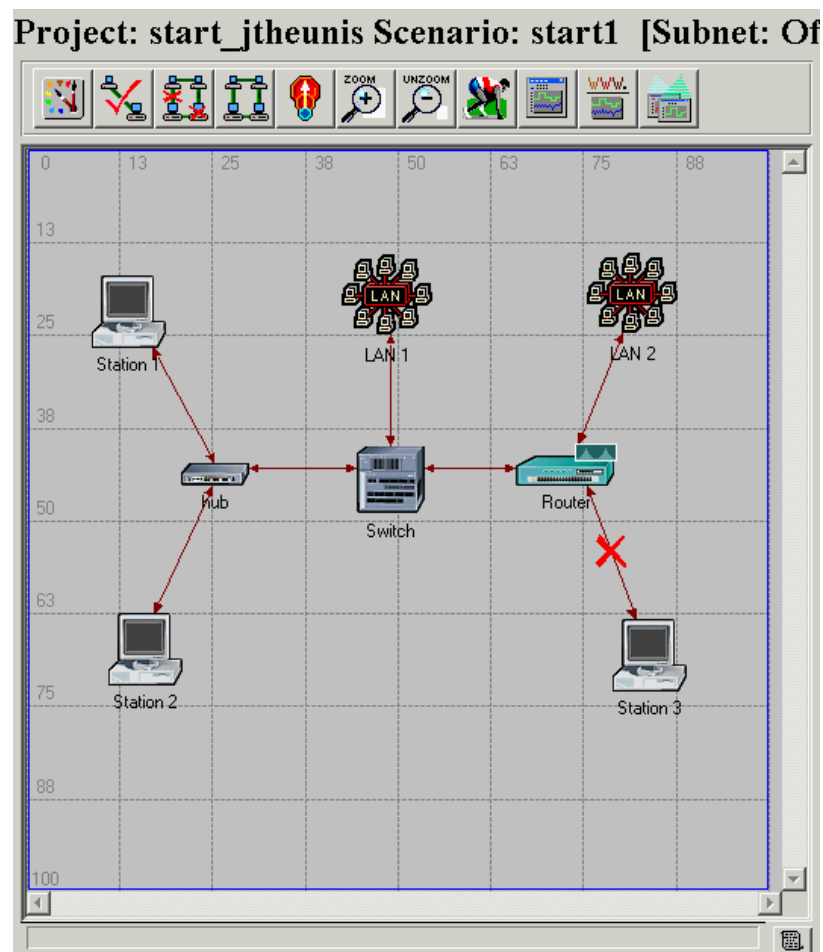 Project: start_jtheunis Scenario: start1 [Subnet: Of
ZOOM UNZOOM WWW.
0 13 25 38 50 63 75 88
13
LAN LAN
25
Station 1 LAN 1 LAN 2
38
50
hub Router
Switch
63
75
Station 2 Station 3
88
100